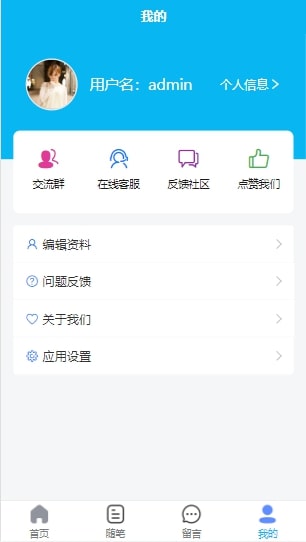 我的
用户名：admin 个人信息
交流群 在线客服 反馈社区 点赞我们
编辑资料
问题反馈
关于我们
应用设置
首页 随笔 留言 我的